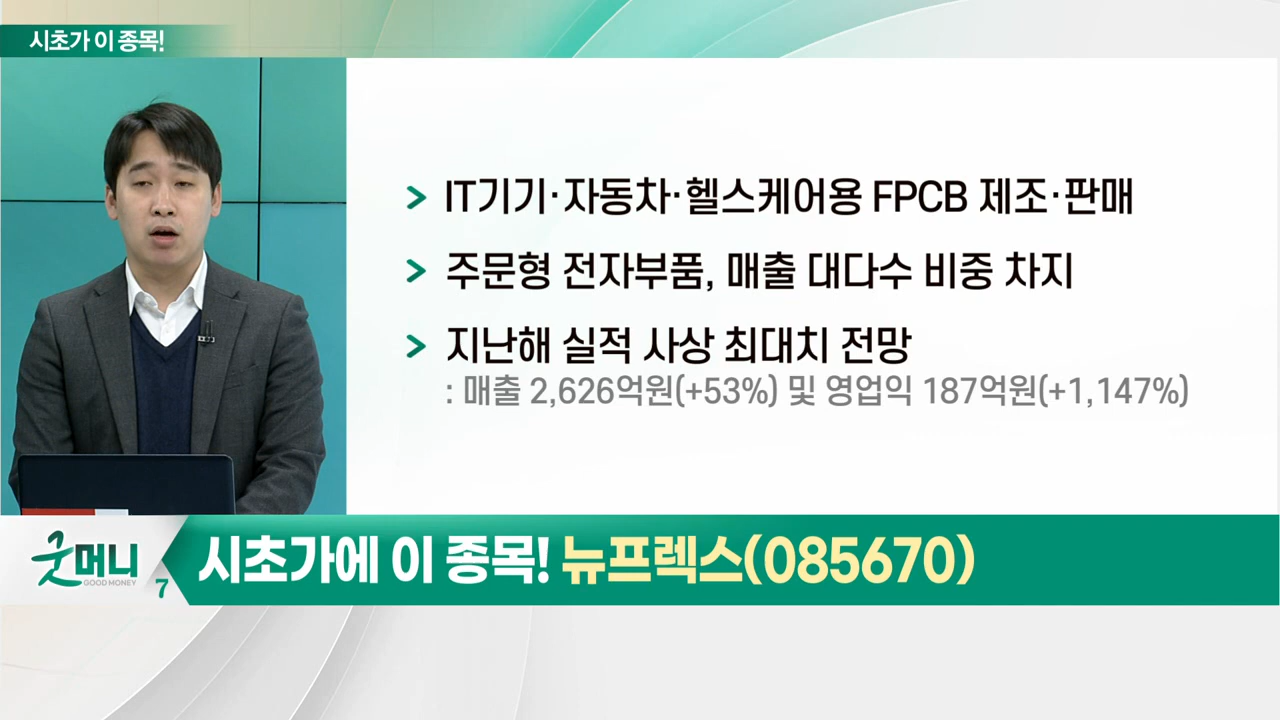 시초가 이 종목!
> IT기기·자동차·헬스케어용 FPCB 제조·판매
> 주문형 전자부품, 매출 대다수 비중 차지
> 지난해 실적 사상 최대치 전망
: 매출 2,626억원(+53%) 및 영업익 187억원(+1,147%)
굿머니
GOOD MONEY
7
시초가에 이 종목! 뉴프렉스(085670)